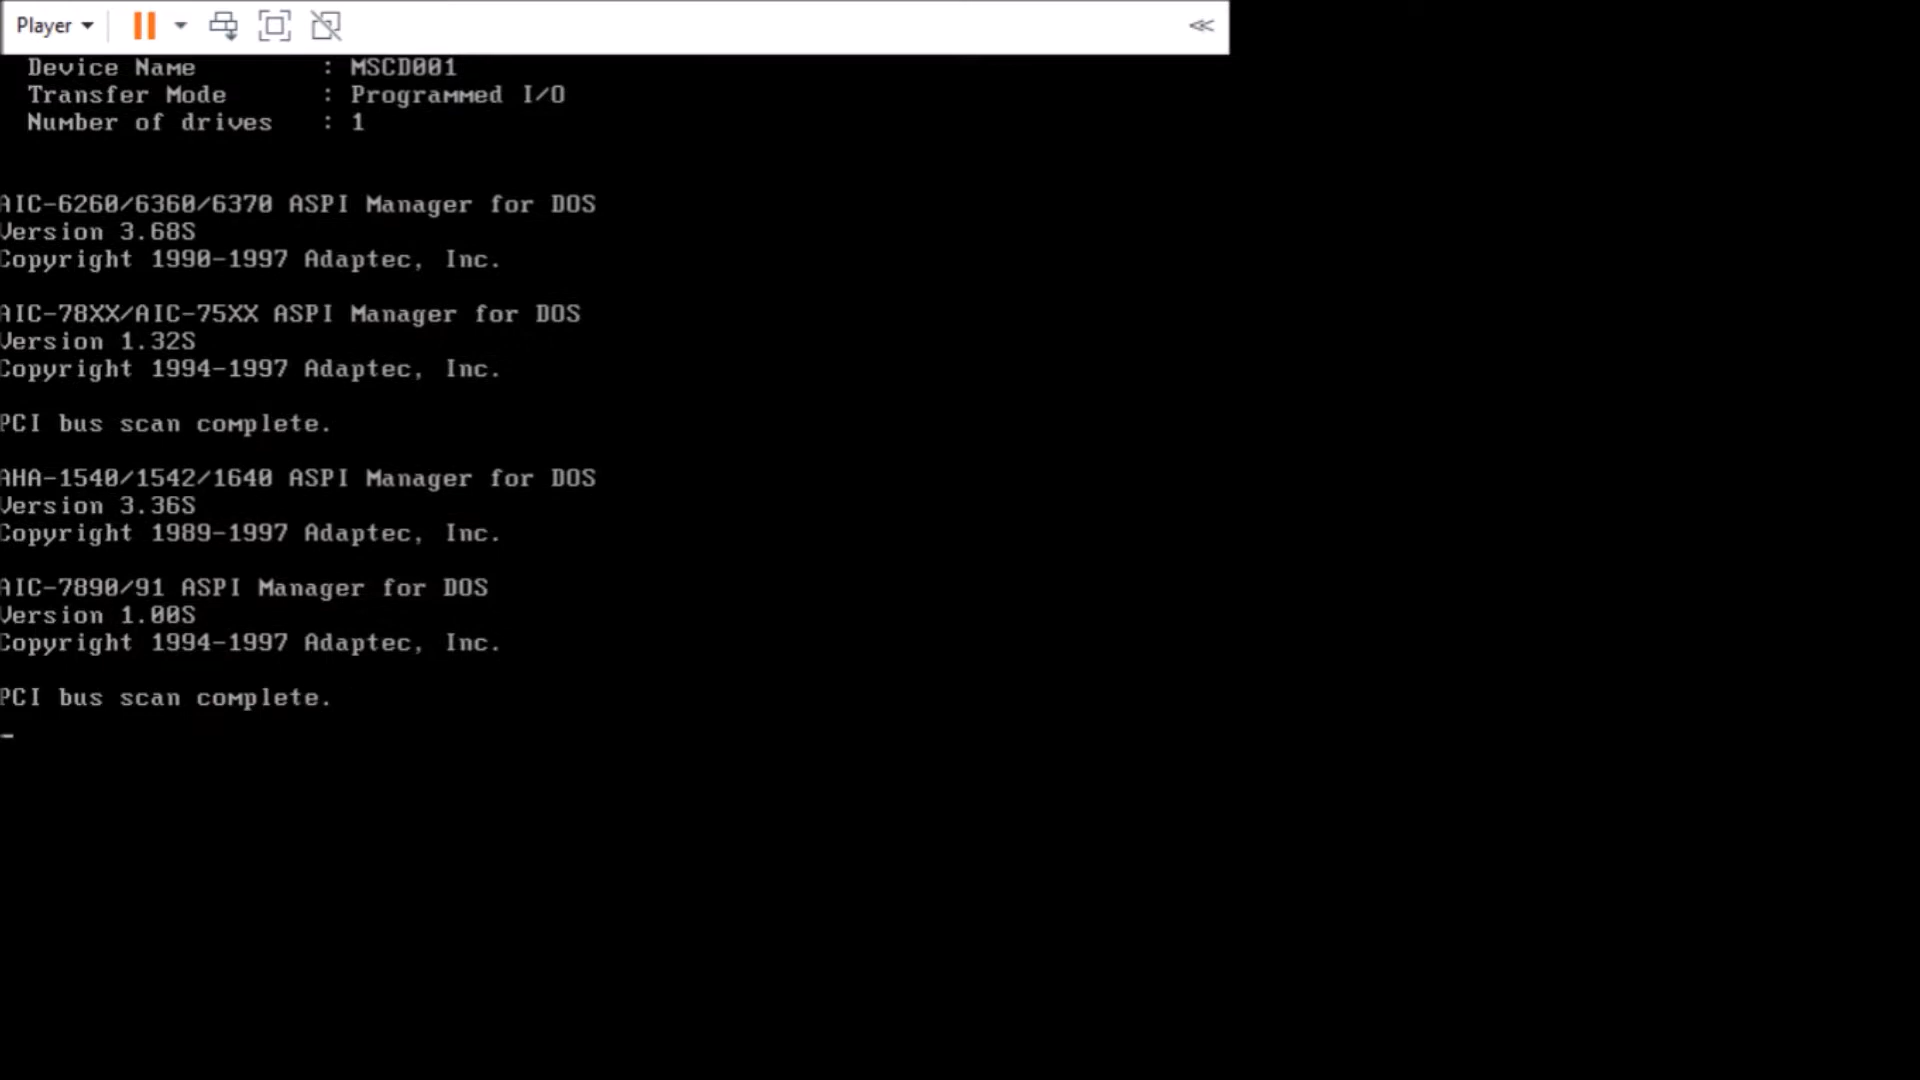 Player
Device Name : MSCD001
Transfer Mode : Programmed I/O
Number of drives : 1
AIC-6260/6360/6370 ASPI Manager for DOS
Version 3.68S
Copyright 1990-1997 Adaptec, Inc.
AIC-78XX/AIC-75XX ASPI Manager for DOS
Version 1.32S
Copyright 1994-1997 Adaptec, Inc.
PCI bus scan complete.
AHA-1540/1542/1640 ASPI Manager for DOS
Version 3.36S
Copyright 1989-1997 Adaptec, Inc.
AIC-7890/91 ASPI Manager for DOS
Version 1.00S
Copyright 1994-1997 Adaptec, Inc.
PCI bus scan complete.